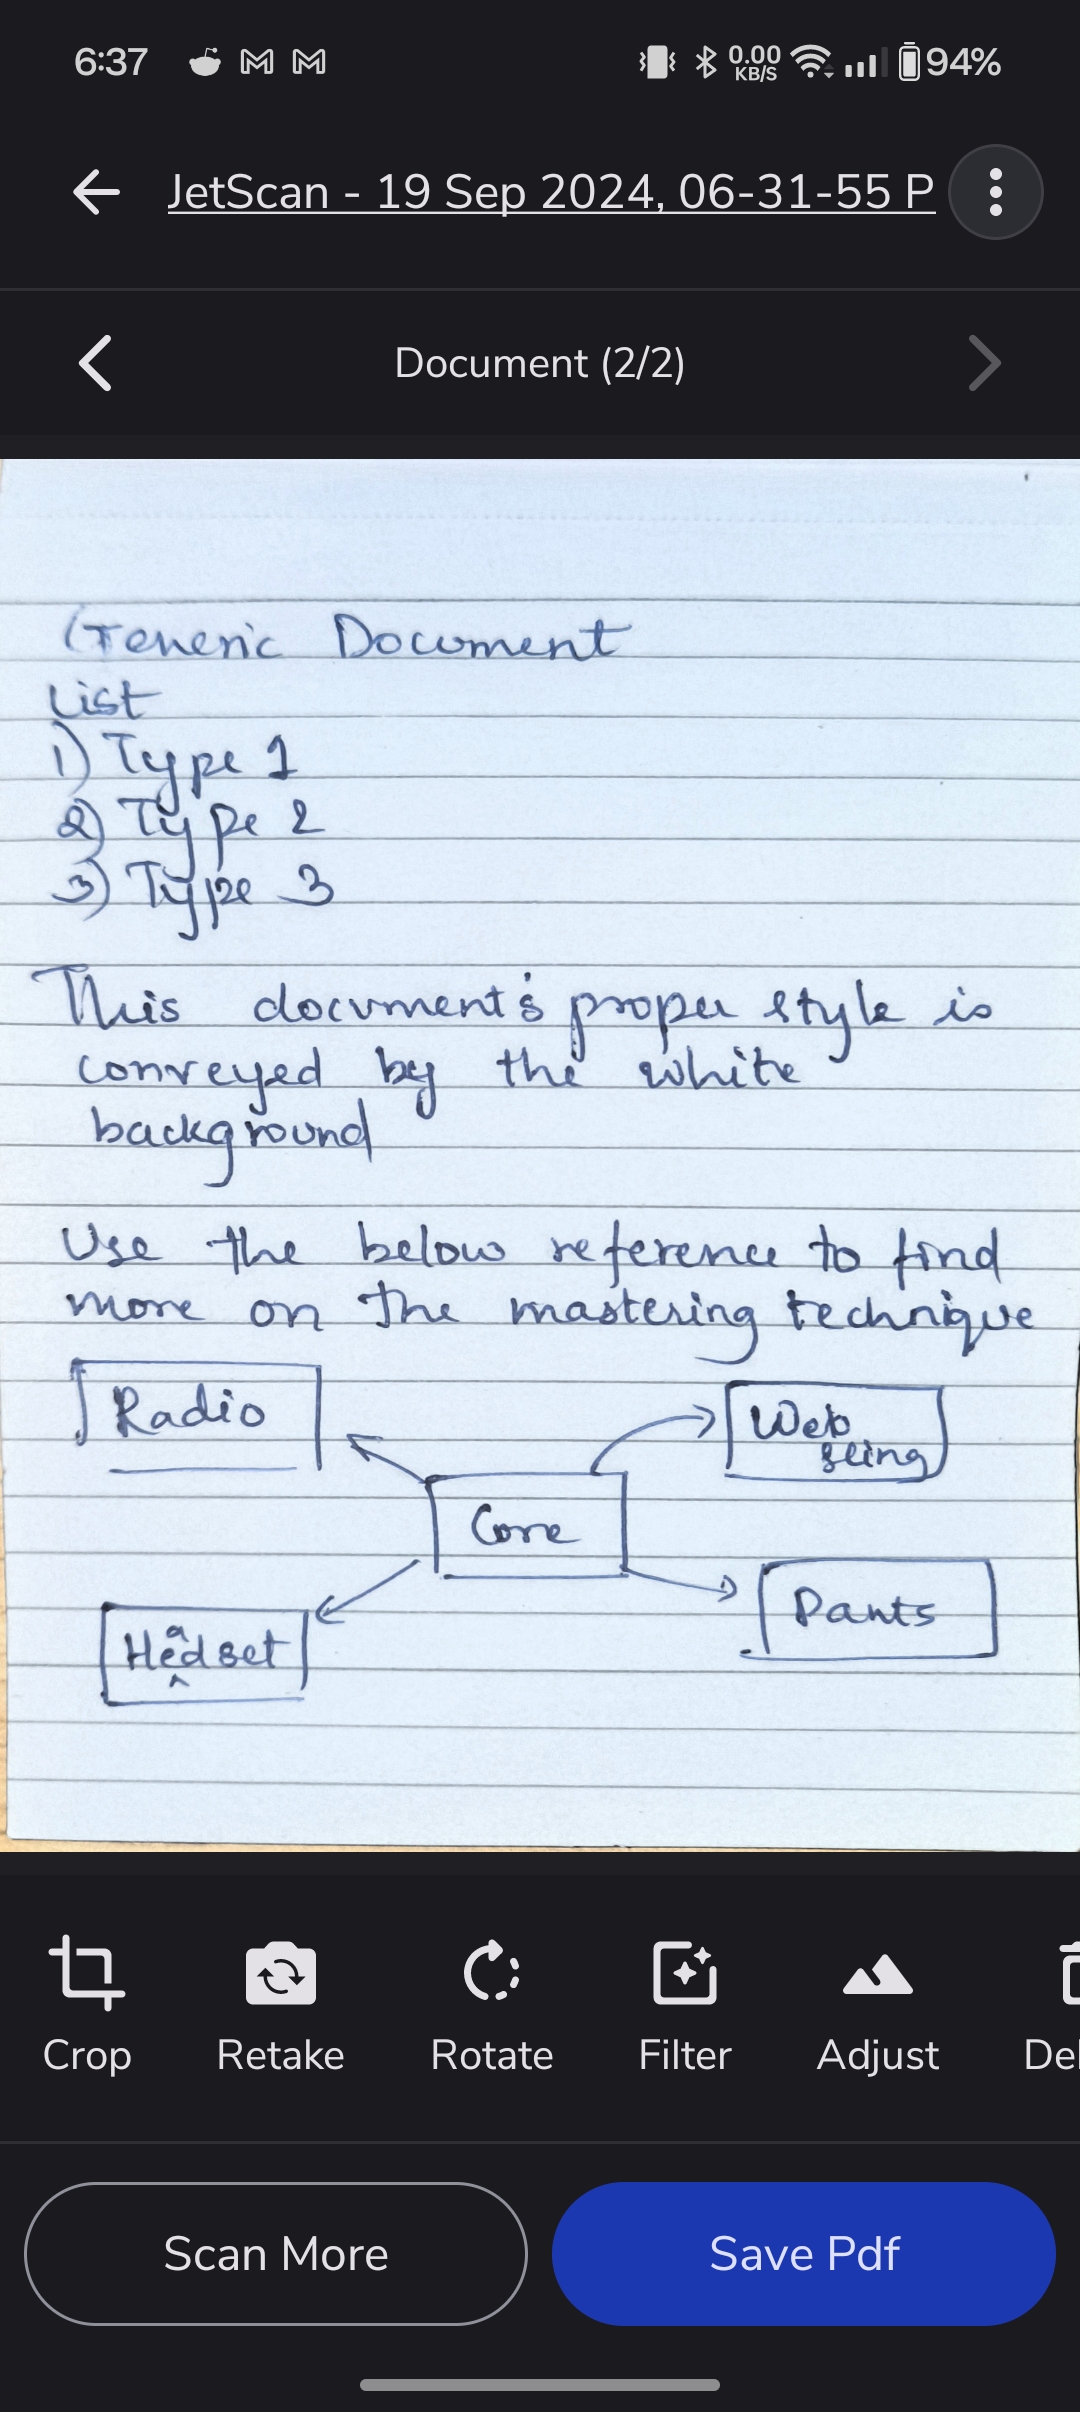 6:37
0.00 KB/S 94%
JetScan - 19 Sep 2024, 06-31-55 P
Document (2/2)
Generic Document
List
1) Type 1
2) Type 2
3) Type 3
This document's proper style is
conveyed by the white
background
Use the below reference to find
more on the mastering technique
Radio
Web
sling
Core
Pants
Headset
Crop Retake Rotate Filter Adjust Del
Scan More Save Pdf